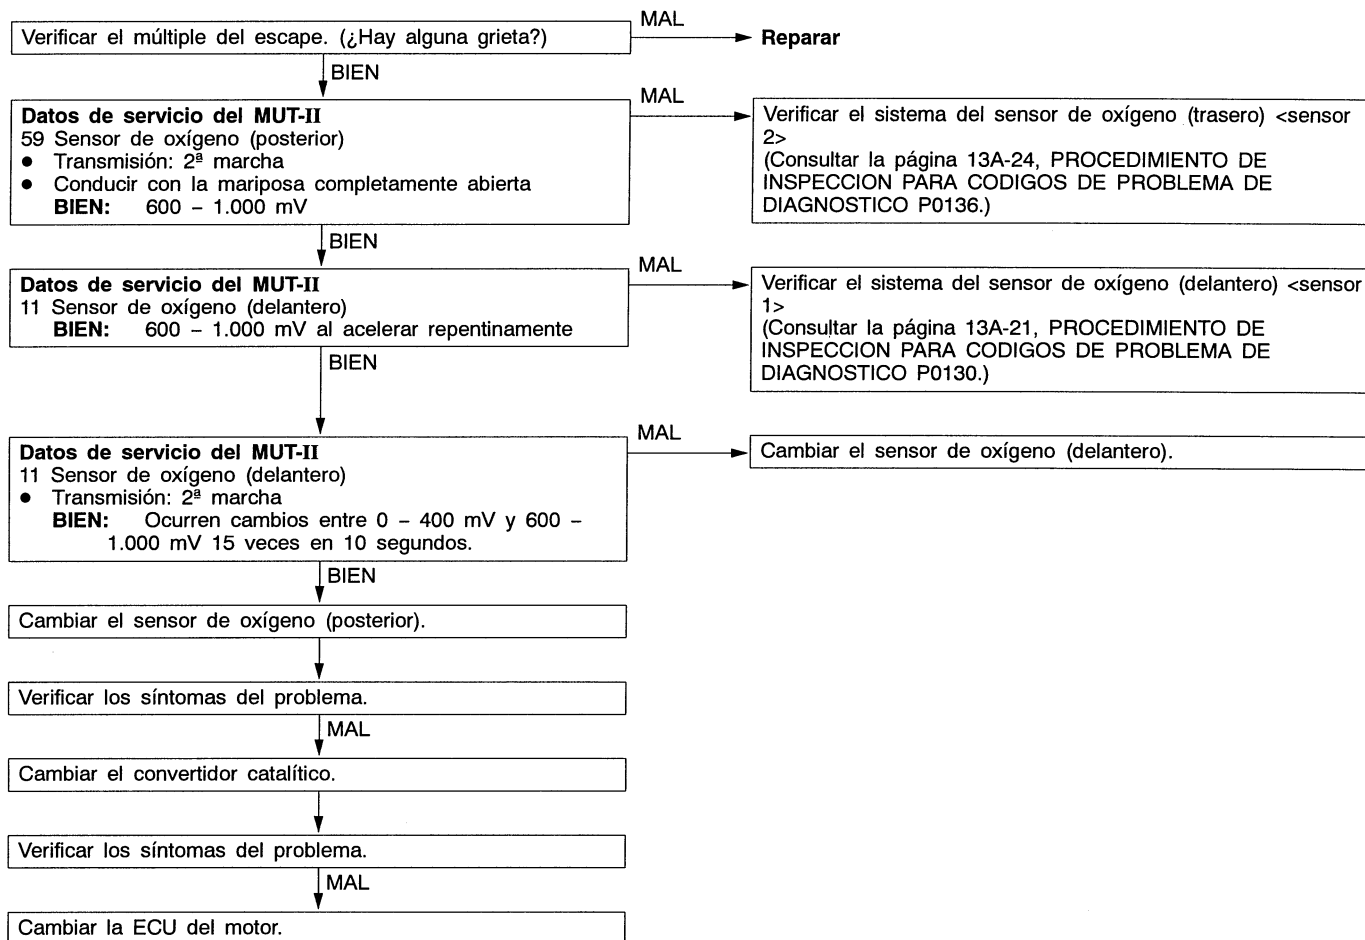 MAL
Verificar el múltiple del escape. (¿Hay alguna grieta?)
Reparar
BIEN
Datos de servicio del MUT-II
59 Sensor de oxígeno (posterior)
● Transmisión: 2ª marcha
● Conducir con la mariposa completamente abierta
BIEN: 600 – 1.000 mV
MAL
Verificar el sistema del sensor de oxígeno (trasero) <sensor
2>
(Consultar la página 13A-24, PROCEDIMIENTO DE
INSPECCION PARA CODIGOS DE PROBLEMA DE
DIAGNOSTICO P0136.)
BIEN
Datos de servicio del MUT-II
11 Sensor de oxígeno (delantero)
BIEN: 600 – 1.000 mV al acelerar repentinamente
MAL
Verificar el sistema del sensor de oxígeno (delantero) <sensor
1>
(Consultar la página 13A-21, PROCEDIMIENTO DE
INSPECCION PARA CODIGOS DE PROBLEMA DE
DIAGNOSTICO P0130.)
BIEN
Datos de servicio del MUT-II
11 Sensor de oxígeno (delantero)
● Transmisión: 2ª marcha
BIEN: Ocurren cambios entre 0 – 400 mV y 600 –
1.000 mV 15 veces en 10 segundos.
MAL
Cambiar el sensor de oxígeno (delantero).
BIEN
Cambiar el sensor de oxígeno (posterior).
Verificar los síntomas del problema.
MAL
Cambiar el convertidor catalítico.
Verificar los síntomas del problema.
MAL
Cambiar la ECU del motor.